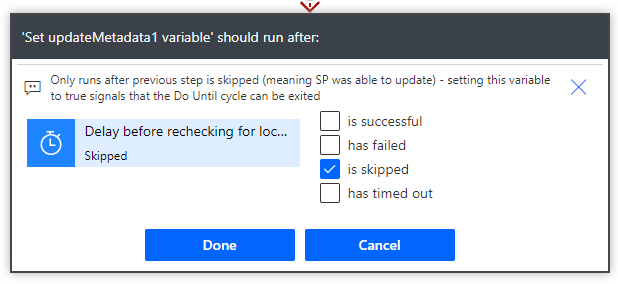 'Set updateMetadata1 variable' should run after:
Only runs after previous step is skipped (meaning SP was able to update) - setting this variable
to true signals that the Do Until cycle can be exited
Delay before rechecking for loc...
Skipped
is successful
has failed
is skipped
has timed out
Done
Cancel